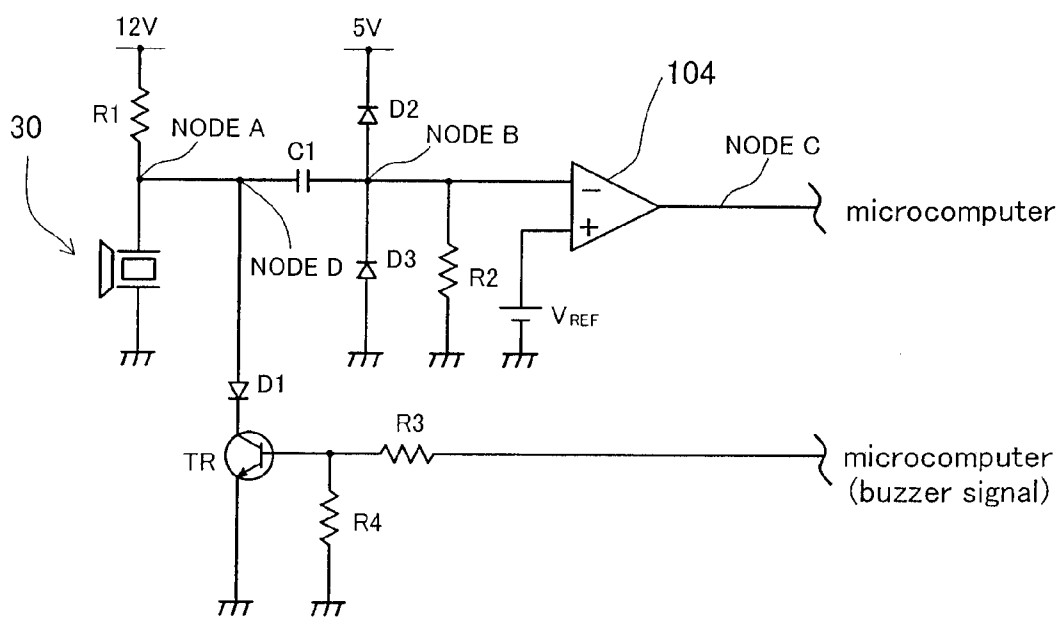 12V
5V
104
R1
D2
30
NODE A
C1
NODE B
NODE C
−
+
microcomputer
NODE D
D3
R2
VREF
D1
R3
TR
microcomputer
(buzzer signal)
R4